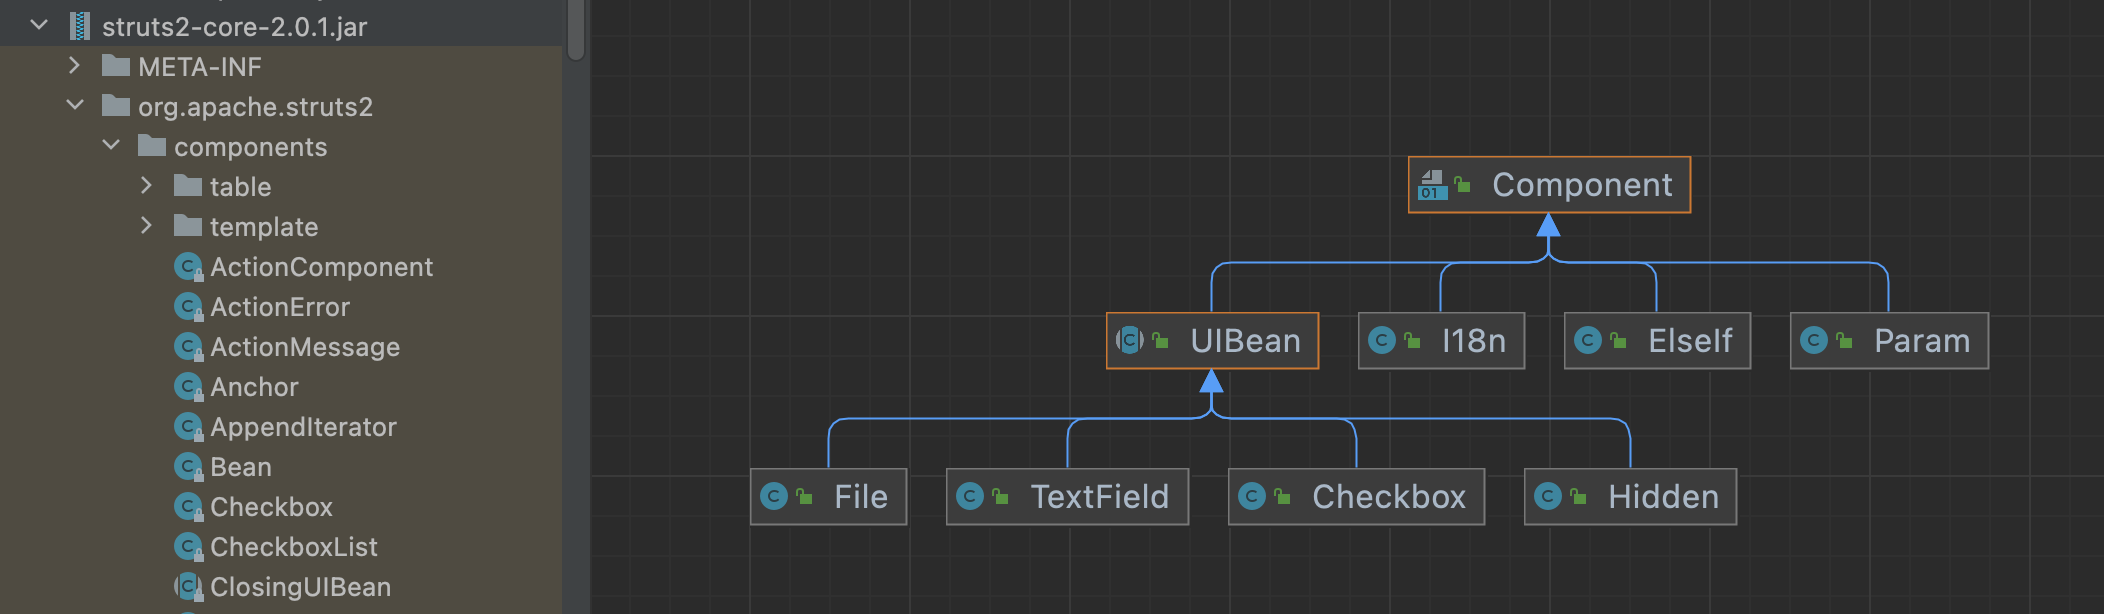 struts2-core-2.0.1.jar
META-INF
org.apache.struts2
components
table
template
ActionComponent
ActionError
ActionMessage
Anchor
AppendIterator
Bean
Checkbox
CheckboxList
ClosingUIBean
01 Component
C UIBean C I18n C ElseIf C Param
C File C TextField C Checkbox C Hidden